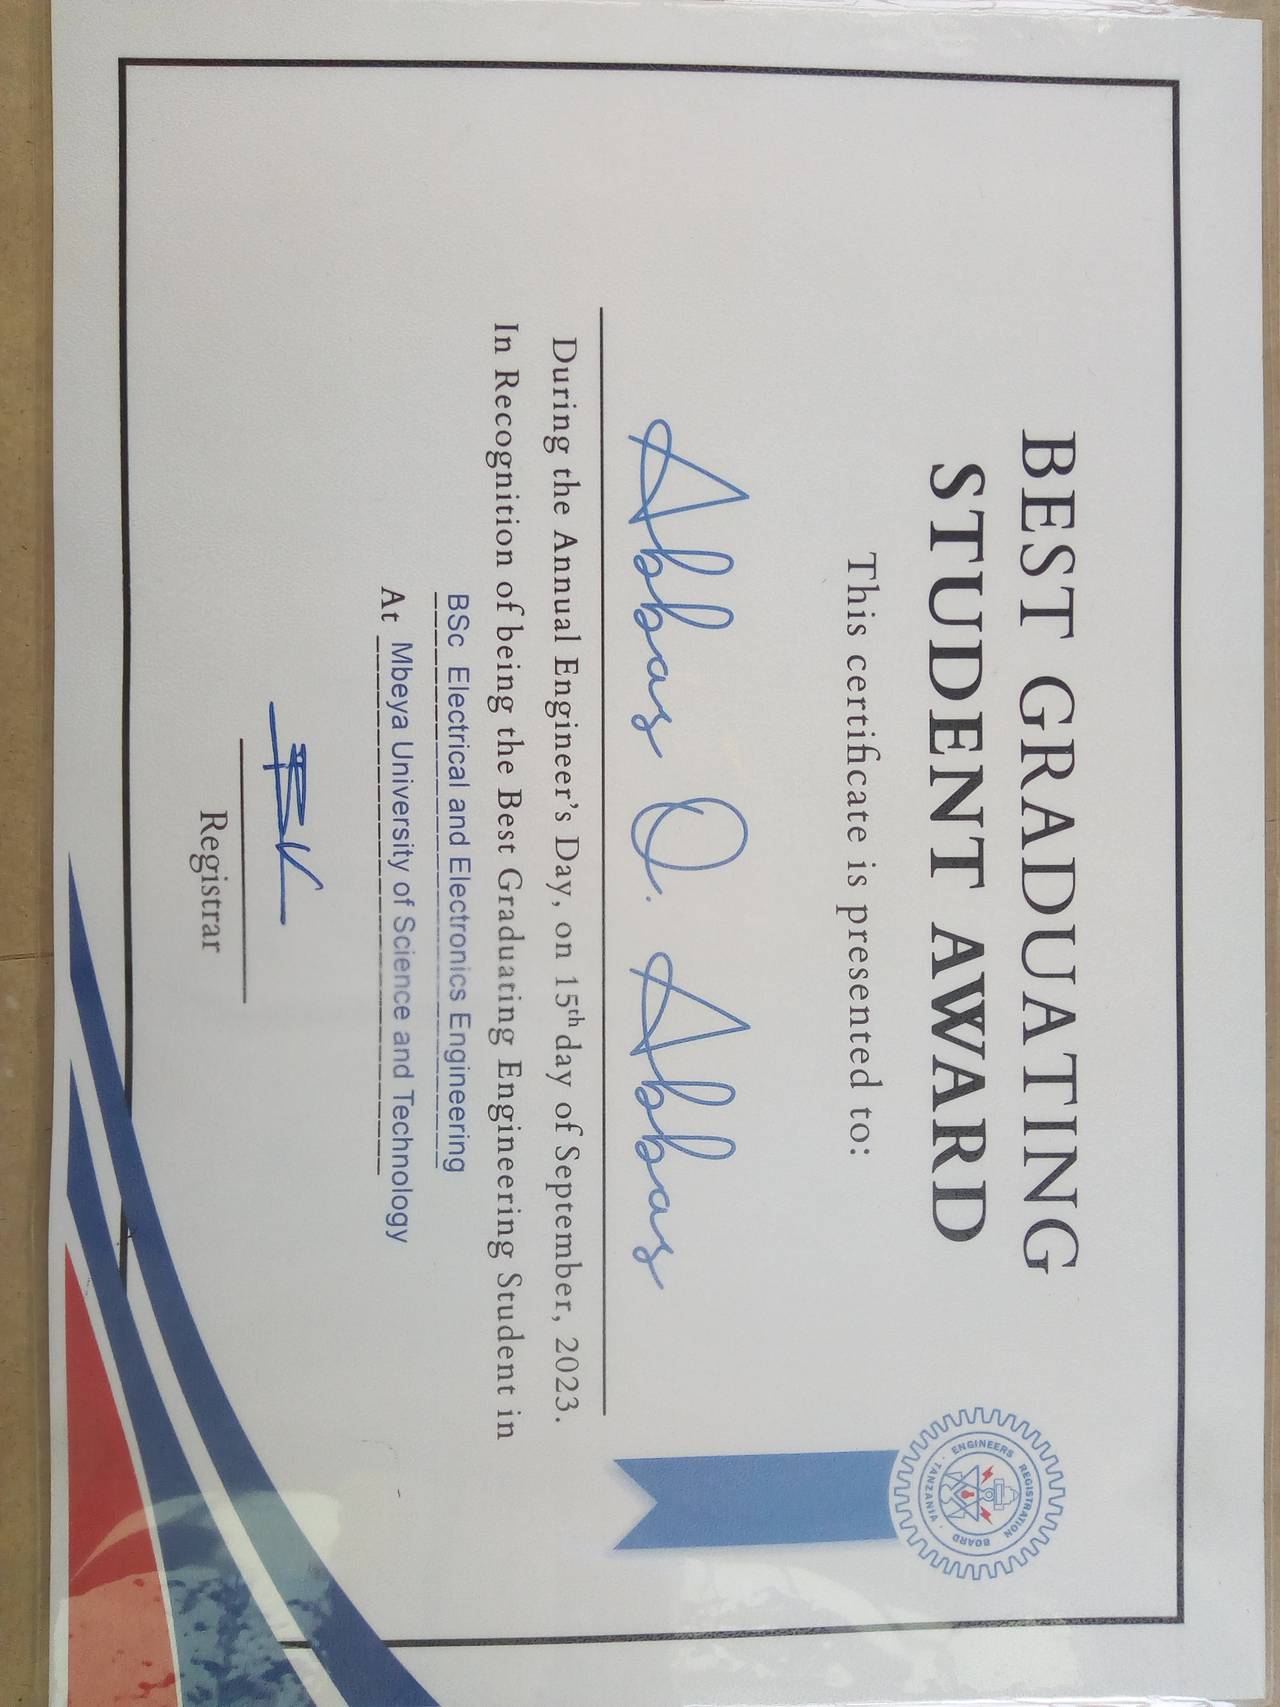 BEST GRADUATING
STUDENT AWARD
ENGINEERS REGISTRATION BOARD
· TANZANIA ·
This certificate is presented to:
Abbas Q. Abbas
During the Annual Engineer's Day, on 15th day of September, 2023.
In Recognition of being the Best Graduating Engineering Student in
BSc Electrical and Electronics Engineering
At Mbeya University of Science and Technology
Registrar